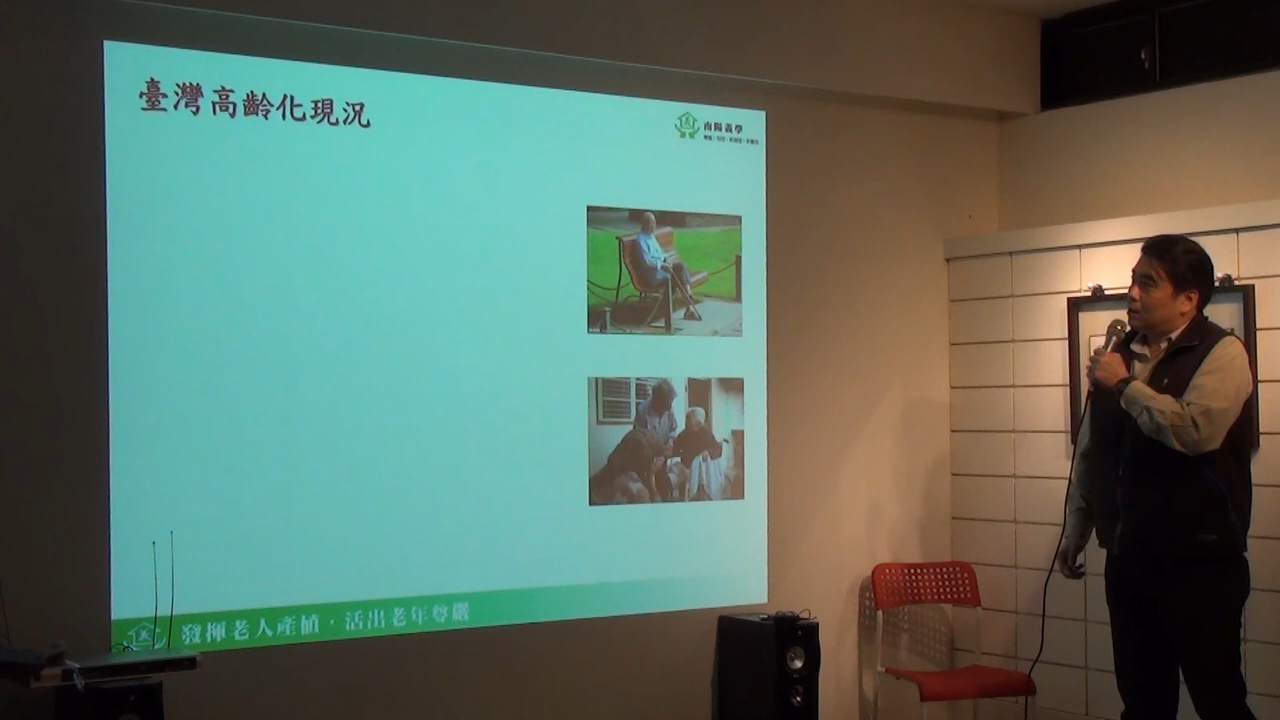 臺灣高齡化現況
南陽義學
發揮老人產植，活出老年尊嚴